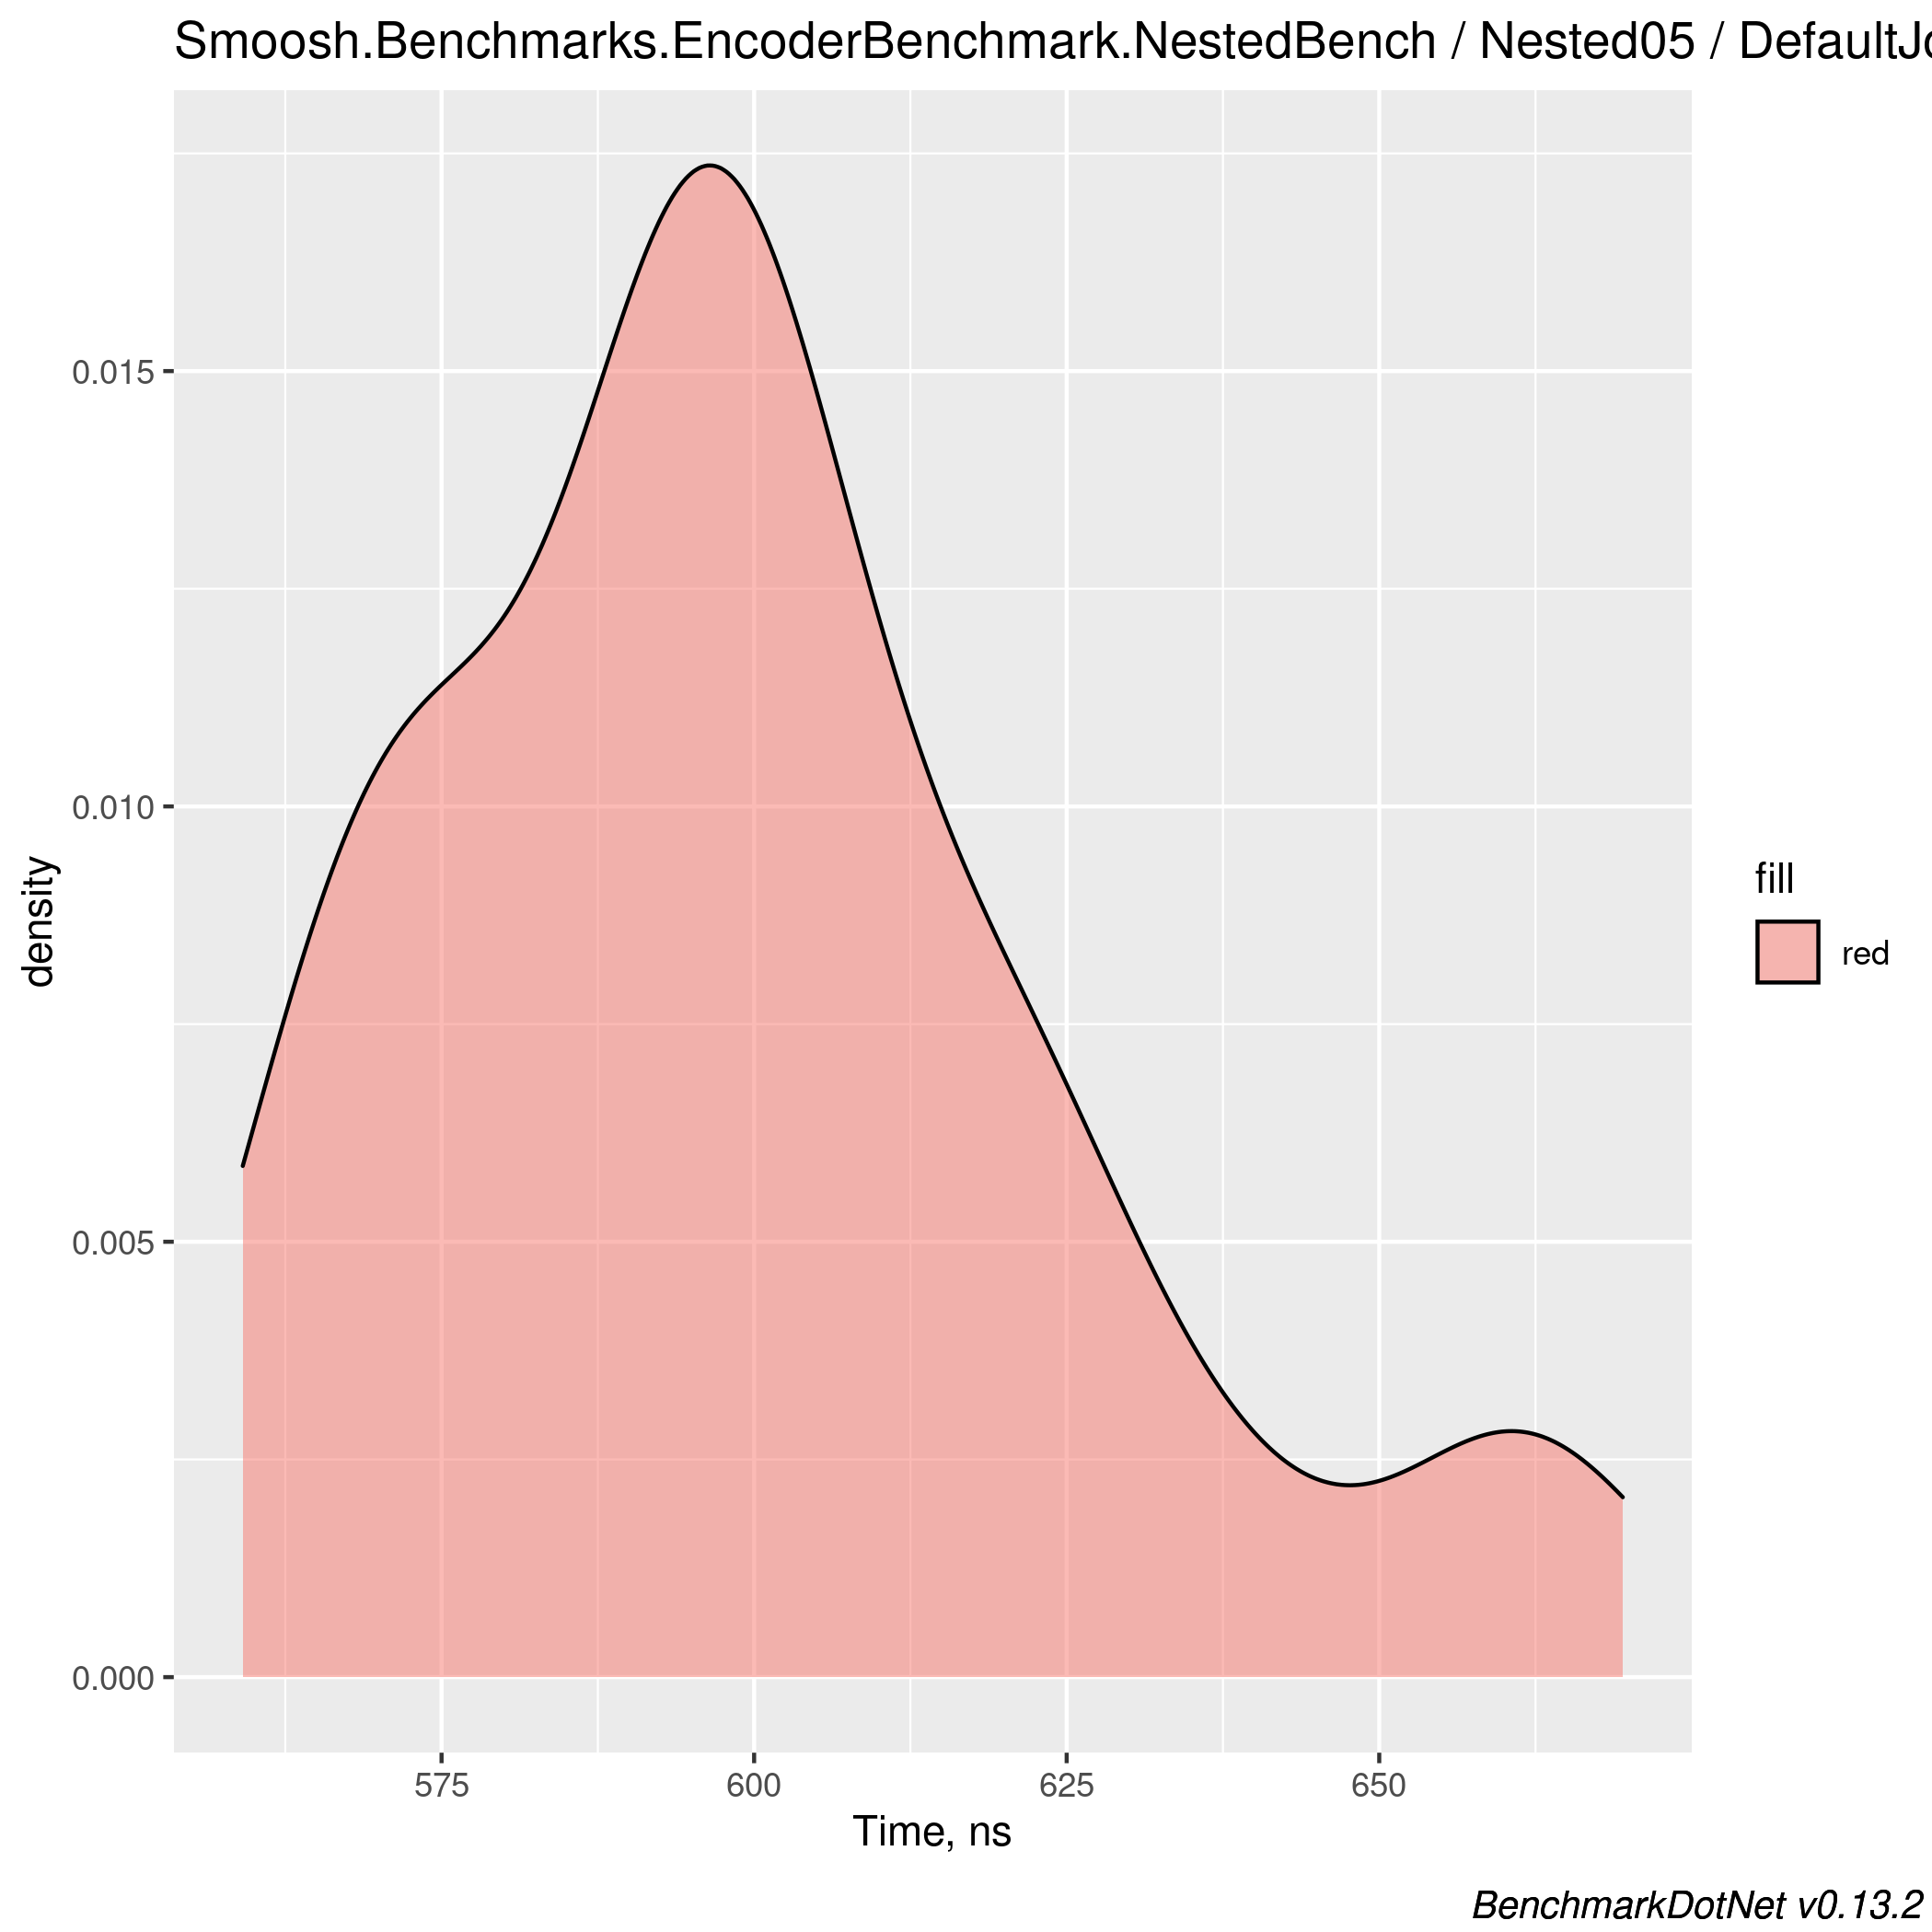 Smoosh.Benchmarks.EncoderBenchmark.NestedBench / Nested05 / DefaultJo
0.015
0.010
0.005
0.000
density
575 600 625 650
Time, ns
fill
red
BenchmarkDotNet v0.13.2